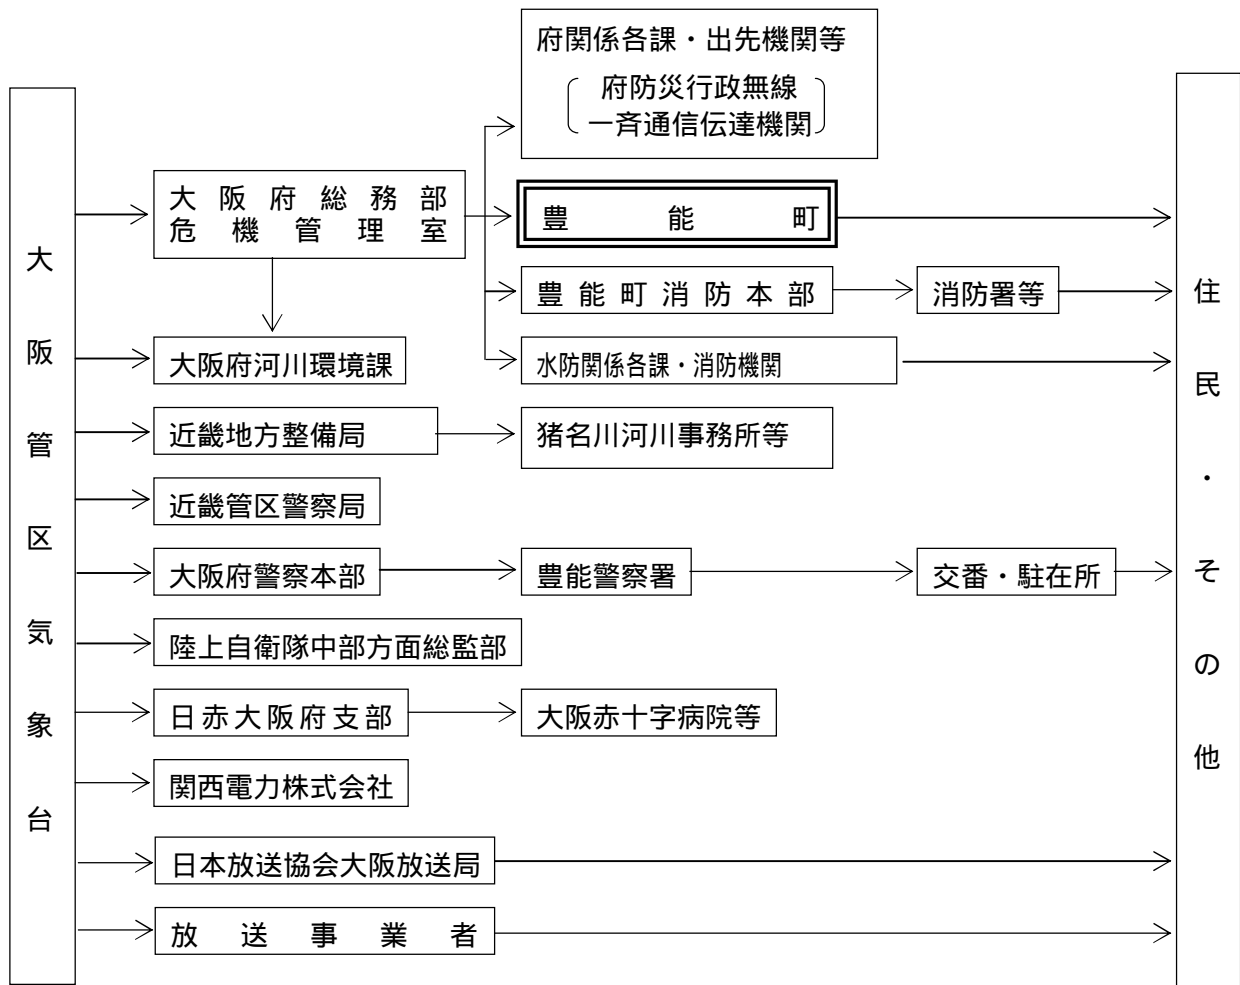 府関係各課・出先機関等
府防災行政無線
一斉通信伝達機関
大阪管区気象台
大阪府総務部
危機管理室
豊能町
豊能町消防本部
消防署等
大阪府河川環境課
水防関係各課・消防機関
近畿地方整備局
猪名川河川事務所等
近畿管区警察局
大阪府警察本部
豊能警察署
交番・駐在所
陸上自衛隊中部方面総監部
日赤大阪府支部
大阪赤十字病院等
関西電力株式会社
日本放送協会大阪放送局
放送事業者
住民・その他